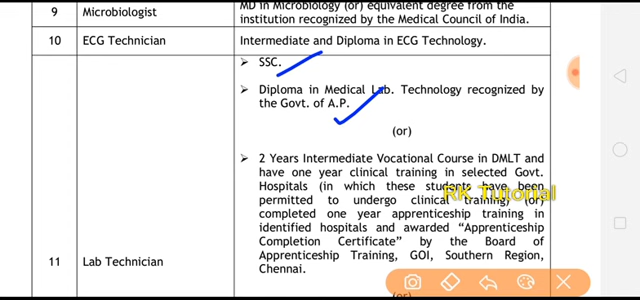 MD in Microbiology (or) equivalent degree from the
9 Microbiologist institution recognized by the Medical Council of India.
10 ECG Technician Intermediate and Diploma in ECG Technology.
➢ SSC.
➢ Diploma in Medical Lab. Technology recognized by
the Govt. of A.P.
(or)
➢ 2 Years Intermediate Vocational Course in DMLT and
have one year clinical training in selected Govt.
Hospitals (in which these students have been
permitted to undergo clinical training) (or)
RK Tutorial
completed one year apprenticeship training in
identified hospitals and awarded “Apprenticeship
Completion Certificate” by the Board of
11 Lab Technician Apprenticeship Training, GOI, Southern Region,
Chennai.
(or)